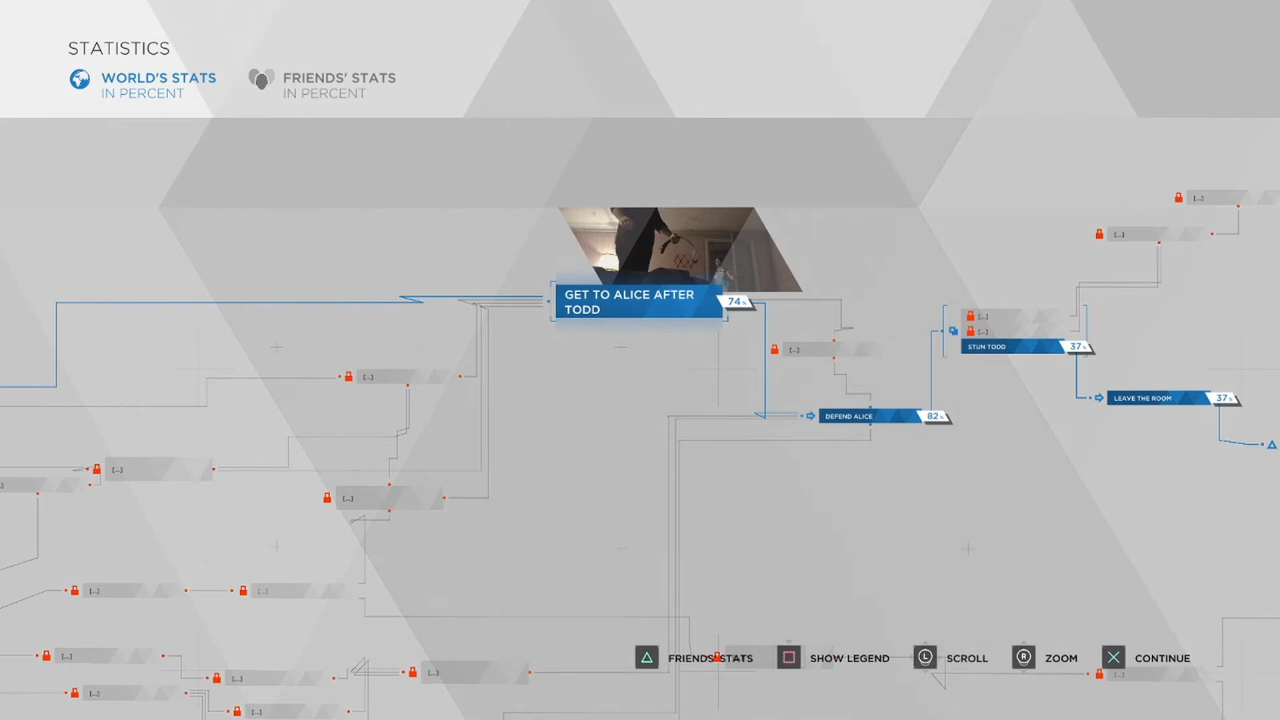 STATISTICS
WORLD'S STATS
IN PERCENT
FRIENDS' STATS
IN PERCENT
[...]
[...]
GET TO ALICE AFTER
TODD
74%
[...]
[...]
STUN TODD
37%
[...]
[...]
LEAVE THE ROOM
37%
DEFEND ALICE
82%
[...]
[...]
[...]
[...]
[...]
[...]
[...]
[...]
[...]
[...]
FRIENDS' STATS
SHOW LEGEND
L
SCROLL
R
ZOOM
CONTINUE